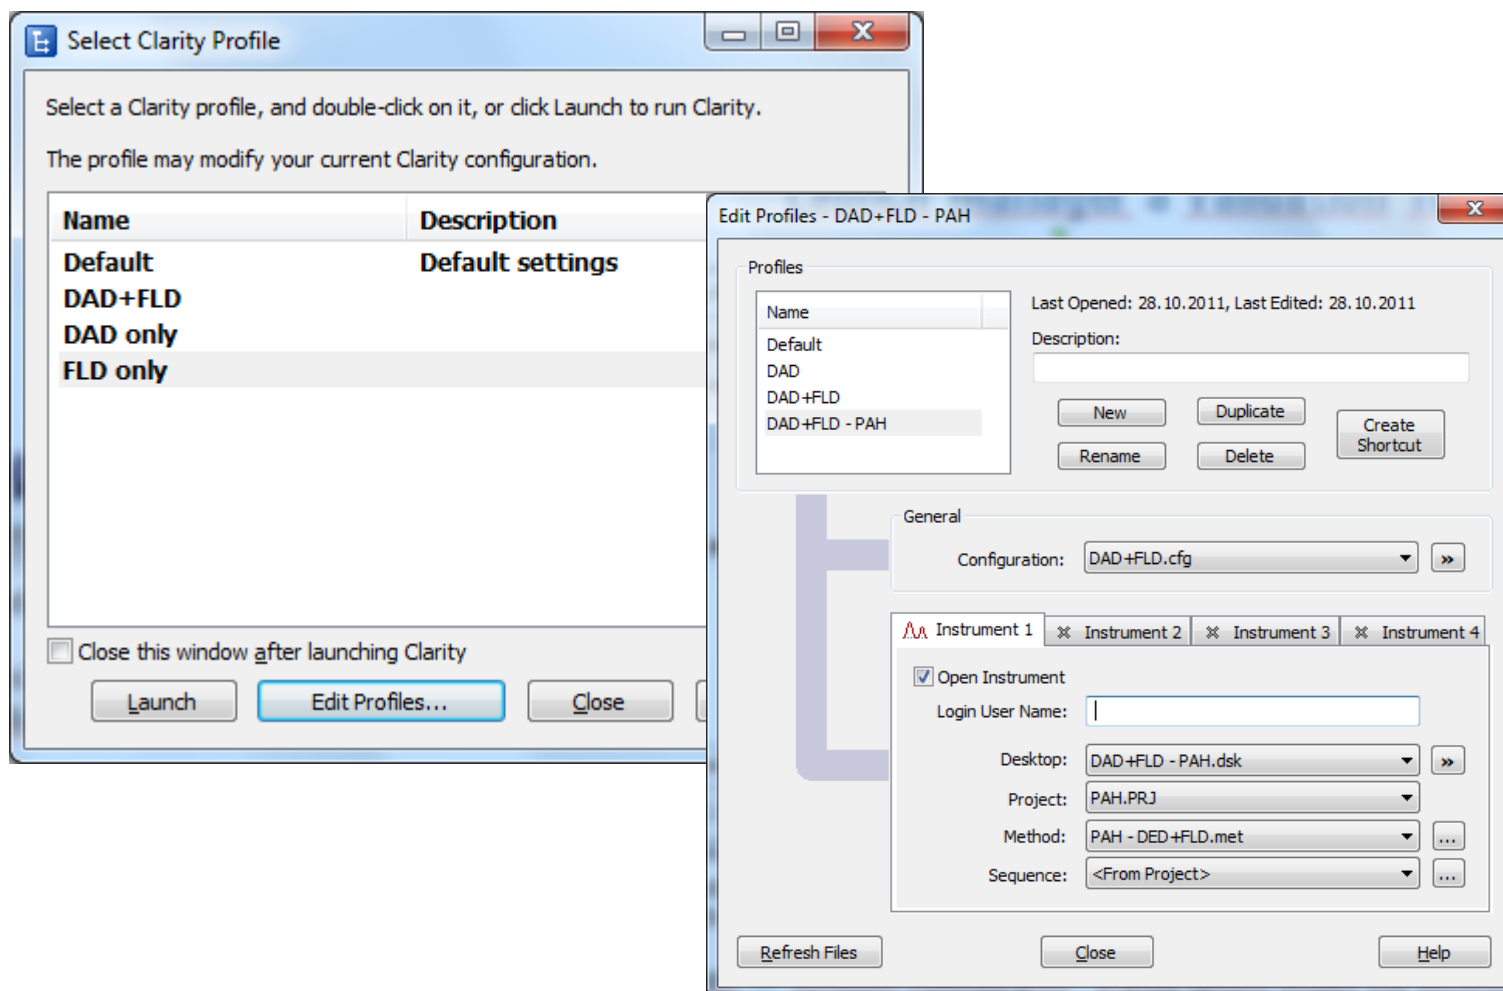 Select Clarity Profile
Select a Clarity profile, and double-click on it, or click Launch to run Clarity.
The profile may modify your current Clarity configuration.
Name Description
Default Default settings
DAD+FLD
DAD only
FLD only
Close this window after launching Clarity
Launch Edit Profiles... Close
Edit Profiles - DAD+FLD - PAH
Profiles
Name
Default
DAD
DAD+FLD
DAD+FLD - PAH
Last Opened: 28.10.2011, Last Edited: 28.10.2011
Description:
New Duplicate
Rename Delete
Create
Shortcut
General
Configuration: DAD+FLD.cfg »
Instrument 1 Instrument 2 Instrument 3 Instrument 4
Open Instrument
Login User Name:
Desktop: DAD+FLD - PAH.dsk »
Project: PAH.PRJ
Method: PAH - DED+FLD.met ...
Sequence: <From Project> ...
Refresh Files Close Help